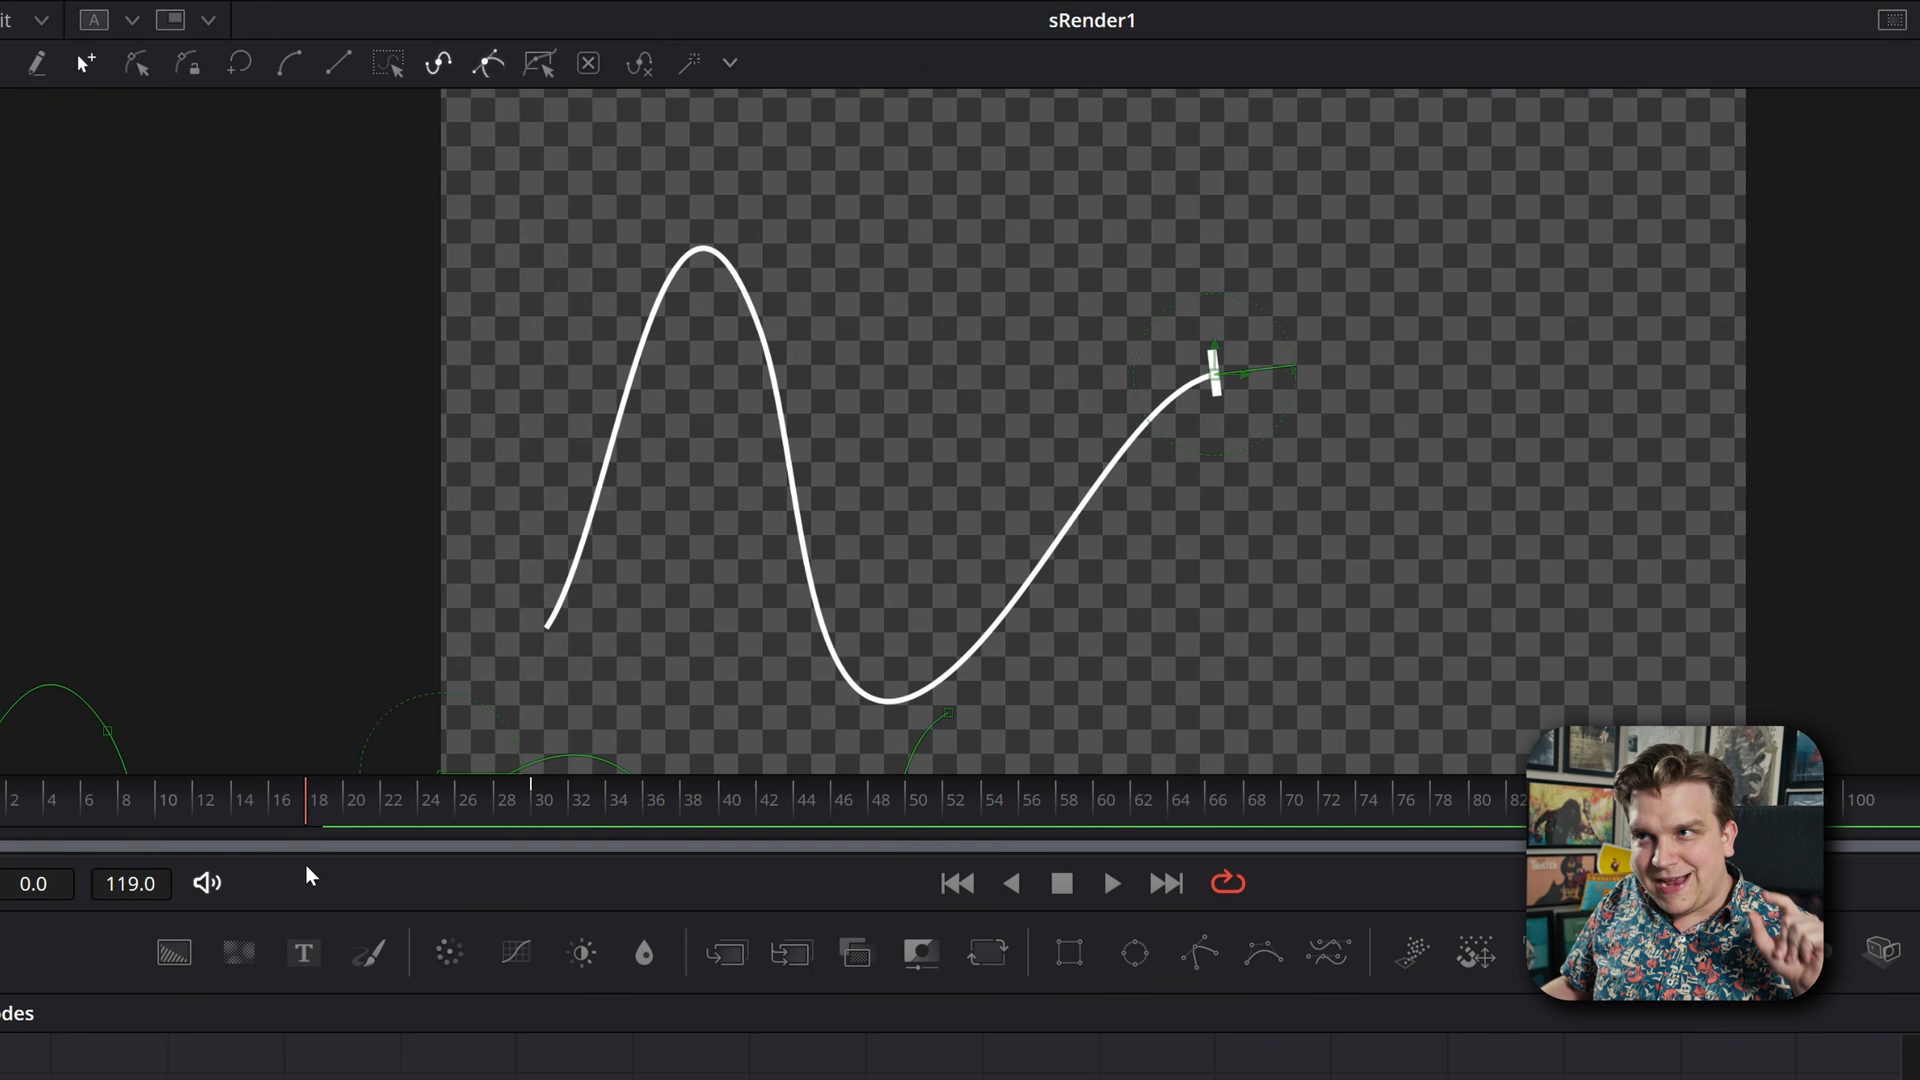 it A sRender1
2 4 6 8 10 12 14 16 18 20 22 24 26 28 30 32 34 36 38 40 42 44 46 48 50 52 54 56 58 60 62 64 66 68 70 72 74 76 78 80 82 100
0.0 119.0
T
odes